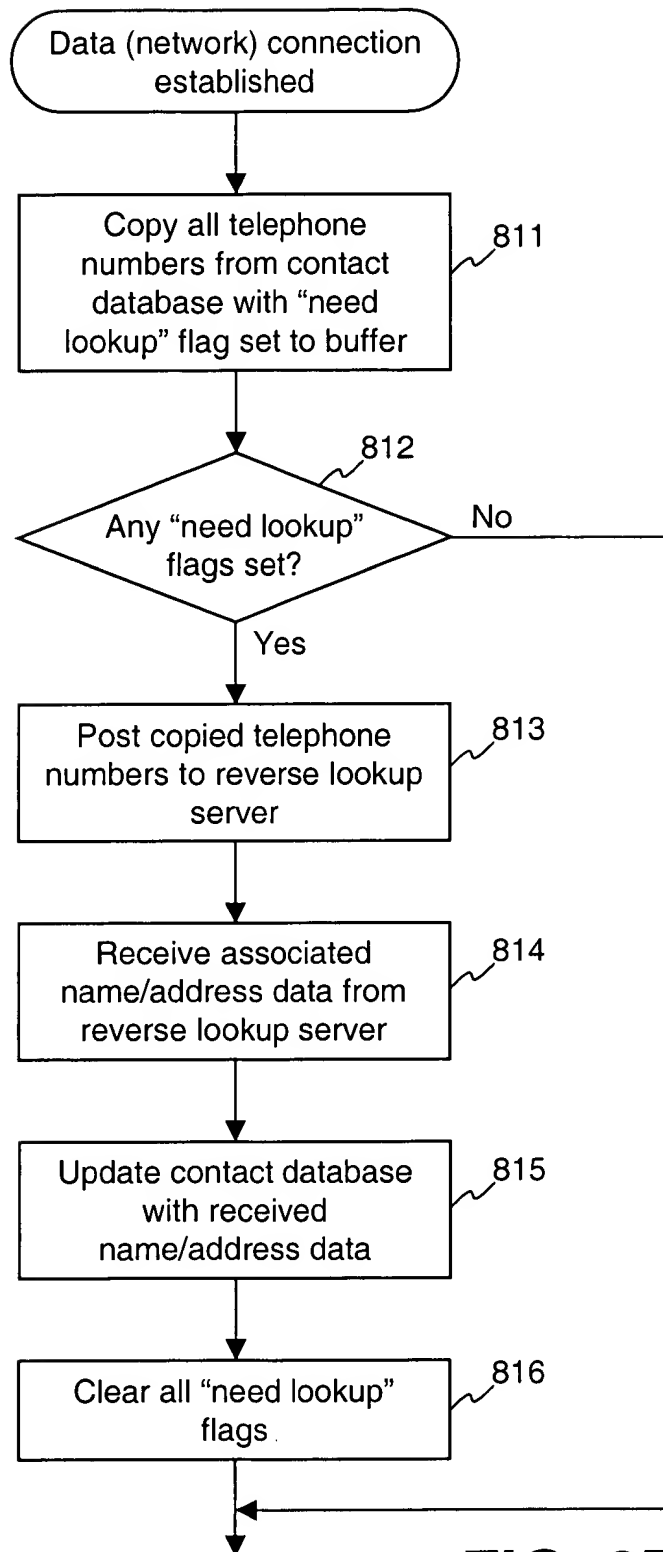 Data (network) connection
established
Copy all telephone
numbers from contact
database with “need
lookup” flag set to buffer
811
812
Any “need lookup”
flags set?
No
Yes
Post copied telephone
numbers to reverse lookup
server
813
Receive associated
name/address data from
reverse lookup server
814
Update contact database
with received
name/address data
815
Clear all “need lookup”
flags
816